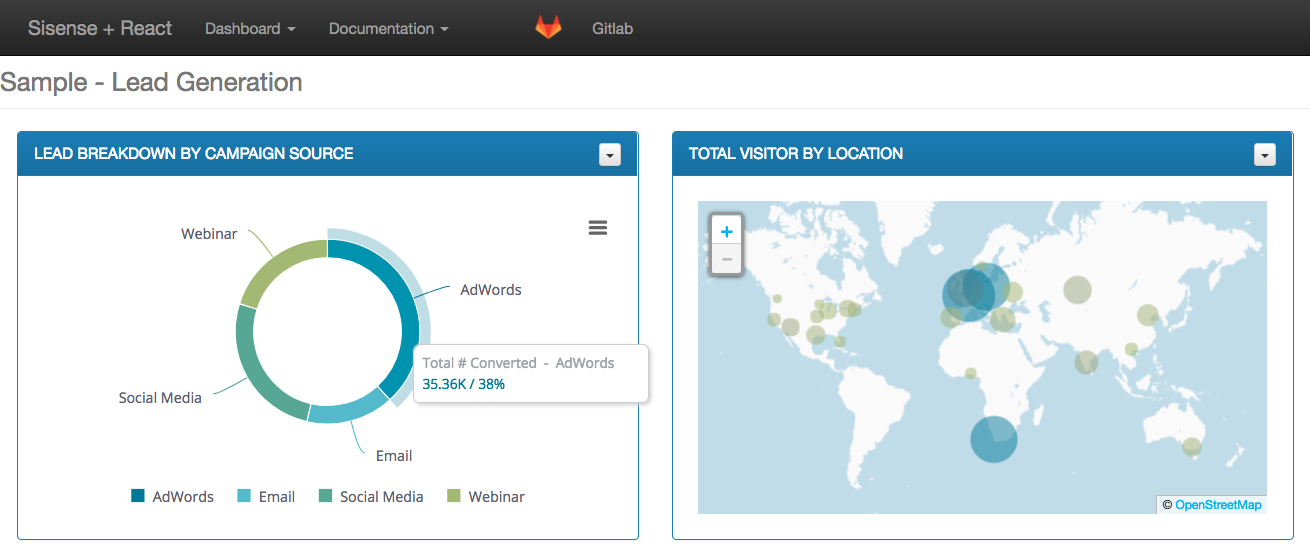 Sisense + React Dashboard Documentation Gitlab
Sample - Lead Generation
LEAD BREAKDOWN BY CAMPAIGN SOURCE
Webinar
AdWords
Total # Converted - AdWords
35.36K / 38%
Social Media
Email
AdWords Email Social Media Webinar
TOTAL VISITOR BY LOCATION
+
−
© OpenStreetMap